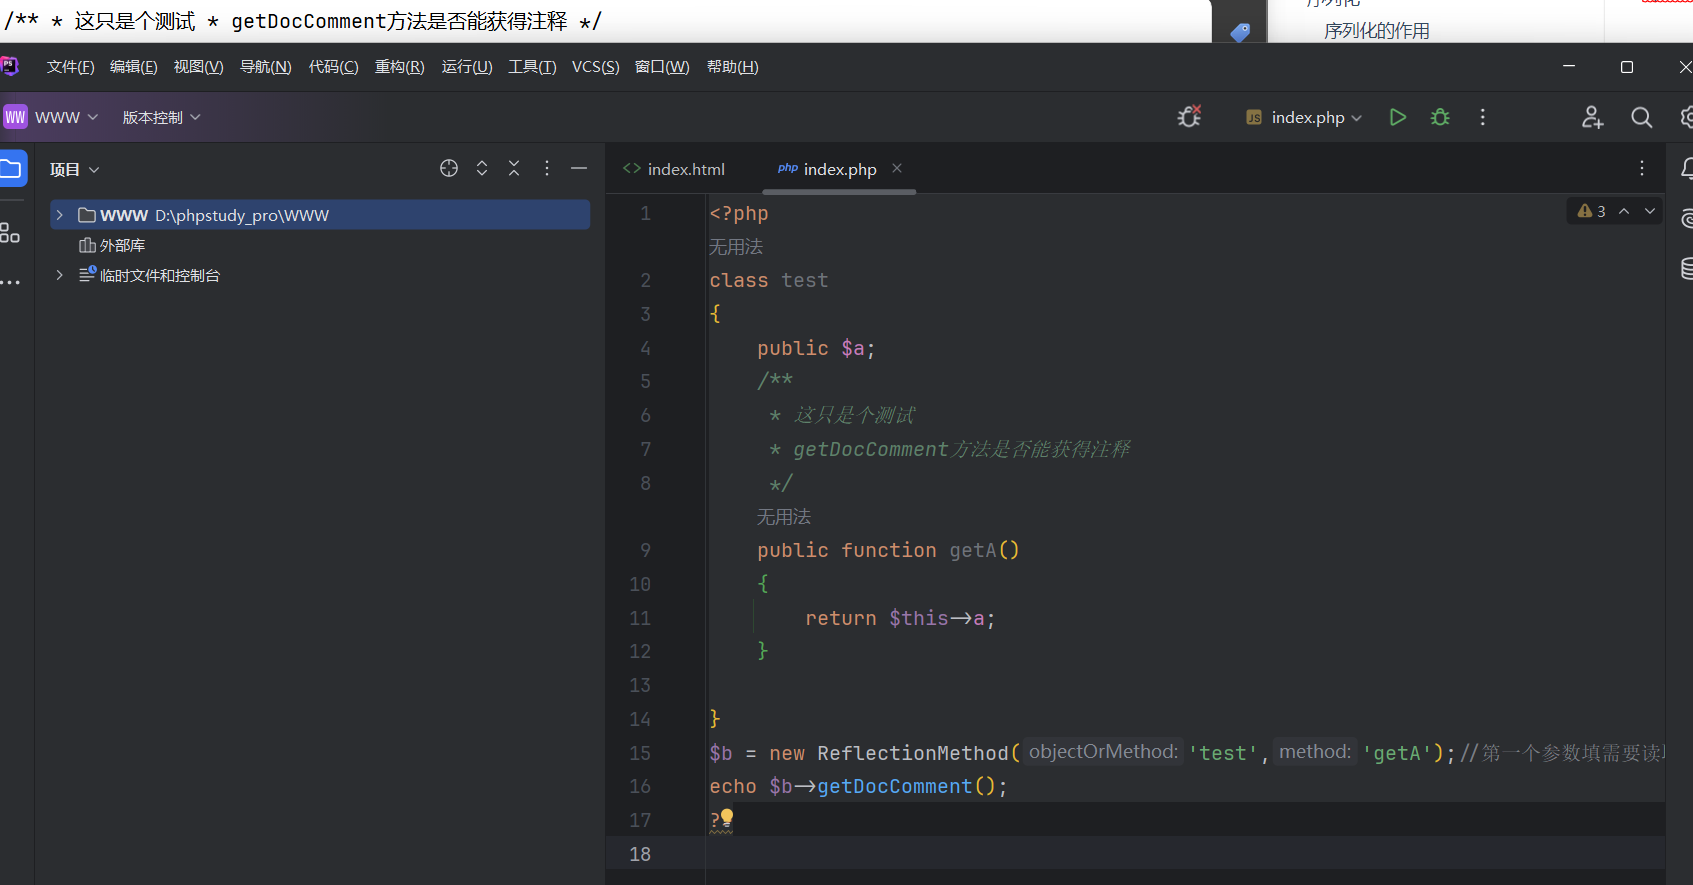 /** * 这只是个测试 * getDocComment方法是否能获得注释 */
序列化的作用
文件(F) 编辑(E) 视图(V) 导航(N) 代码(C) 重构(R) 运行(U) 工具(T) VCS(S) 窗口(W) 帮助(H)
WW WWW 版本控制 index.php
项目 index.html php index.php
WWW D:\phpstudy_pro\WWW
外部库
临时文件和控制台
3
1 <?php
无用法
2 class test
3 {
4 public $a;
5 /**
6 * 这只是个测试
7 * getDocComment方法是否能获得注释
8 */
无用法
9 public function getA()
10 {
11 return $this->a;
12 }
13
14 }
15 $b = new ReflectionMethod( objectOrMethod: 'test', method: 'getA');//第一个参数填需要读
16 echo $b->getDocComment();
17 ?
18